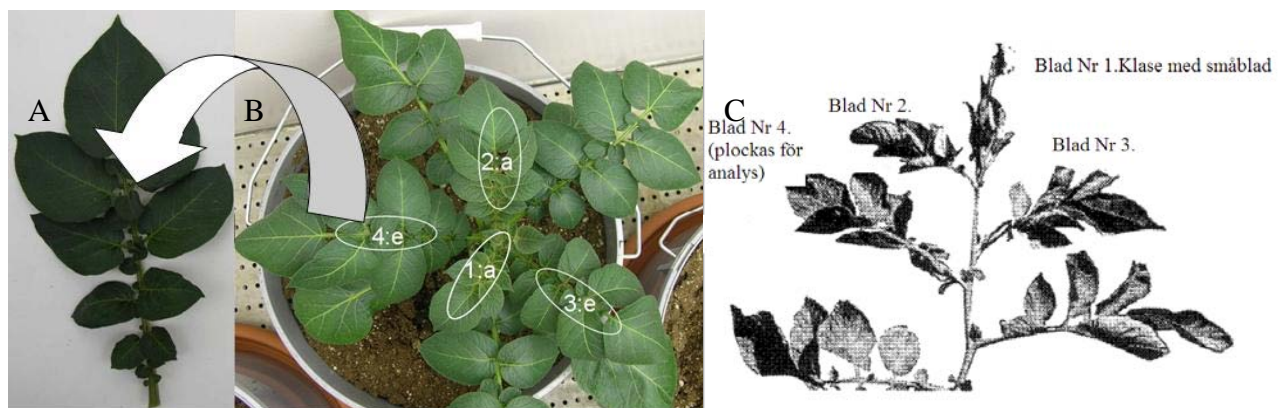 A
B
2:a
4:e
1:a
3:e
C
Blad Nr 1.Klase med småblad
Blad Nr 2.
Blad Nr 3.
Blad Nr 4.
(plockas för
analys)